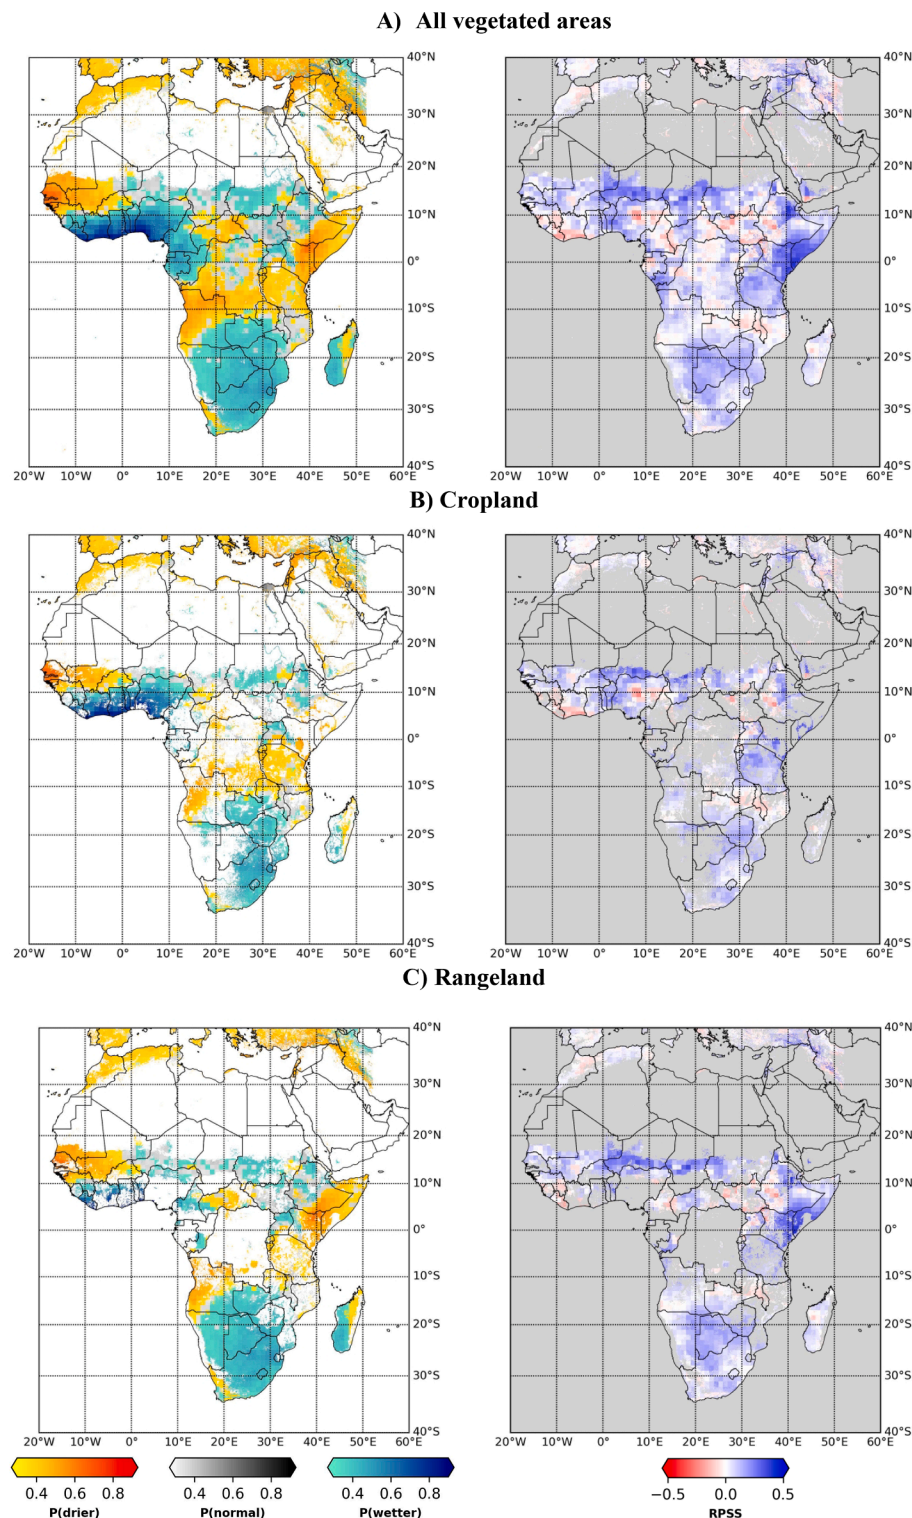 A) All vegetated areas
40°N 40°N
30°N 30°N
20°N 20°N
10°N 10°N
0° 0°
10°S 10°S
20°S 20°S
30°S 30°S
40°S 40°S
20°W 10°W 0° 10°E 20°E 30°E 40°E 50°E 60°E 20°W 10°W 0° 10°E 20°E 30°E 40°E 50°E 60°E
B) Cropland
40°N 40°N
30°N 30°N
20°N 20°N
10°N 10°N
0° 0°
10°S 10°S
20°S 20°S
30°S 30°S
40°S 40°S
20°W 10°W 0° 10°E 20°E 30°E 40°E 50°E 60°E 20°W 10°W 0° 10°E 20°E 30°E 40°E 50°E 60°E
C) Rangeland
40°N 40°N
30°N 30°N
20°N 20°N
10°N 10°N
0° 0°
10°S 10°S
20°S 20°S
30°S 30°S
40°S 40°S
20°W 10°W 0° 10°E 20°E 30°E 40°E 50°E 60°E 20°W 10°W 0° 10°E 20°E 30°E 40°E 50°E 60°E
0.4 0.6 0.8 0.4 0.6 0.8 0.4 0.6 0.8 −0.5 0.0 0.5
P(drier) P(normal) P(wetter) RPSS